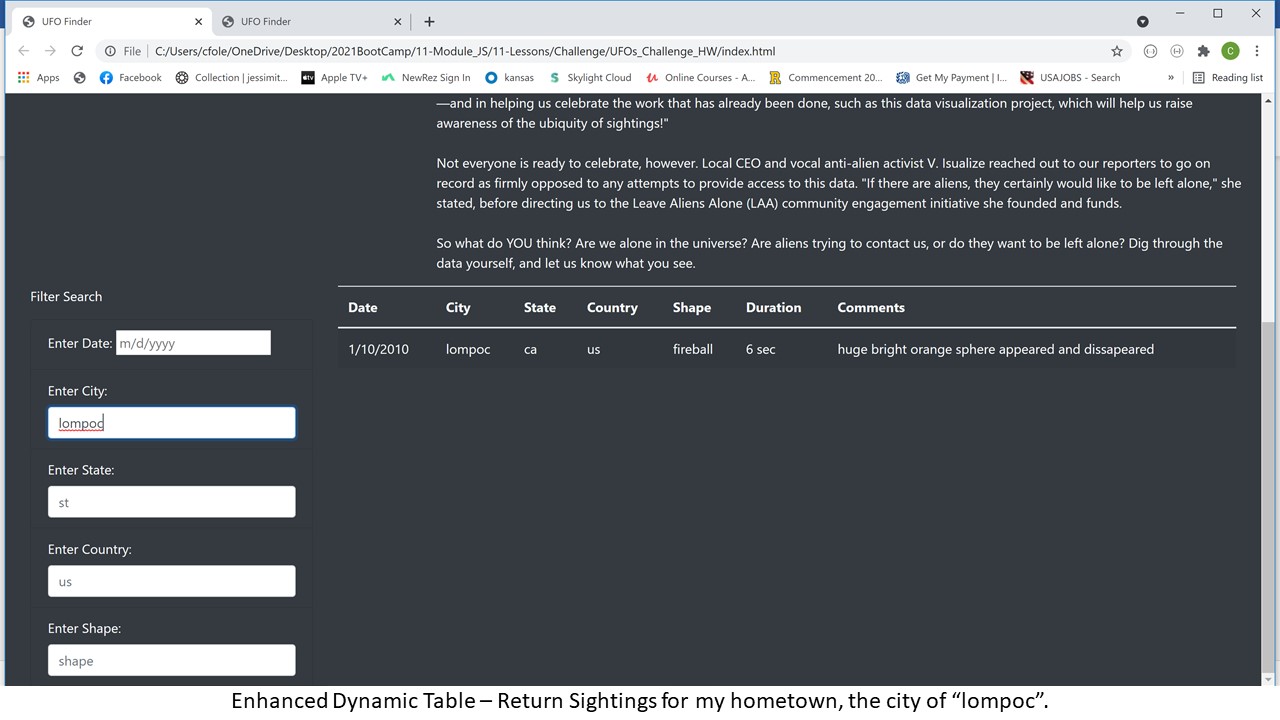 UFO Finder
UFO Finder
File | C:/Users/cfole/OneDrive/Desktop/2021BootCamp/11-Module_JS/11-Lessons/Challenge/UFOs_Challenge_HW/index.html
C
Apps Facebook Collection | jessimit... Apple TV+ NewRez Sign In kansas Skylight Cloud Online Courses - A... Commencement 20... Get My Payment | I... USAJOBS - Search » Reading list
—and in helping us celebrate the work that has already been done, such as this data visualization project, which will help us raise
awareness of the ubiquity of sightings!"
Not everyone is ready to celebrate, however. Local CEO and vocal anti-alien activist V. Isualize reached out to our reporters to go on
record as firmly opposed to any attempts to provide access to this data. "If there are aliens, they certainly would like to be left alone," she
stated, before directing us to the Leave Aliens Alone (LAA) community engagement initiative she founded and funds.
So what do YOU think? Are we alone in the universe? Are aliens trying to contact us, or do they want to be left alone? Dig through the
data yourself, and let us know what you see.
Filter Search
Enter Date: m/d/yyyy
Enter City:
lompoc
Enter State:
st
Enter Country:
us
Enter Shape:
shape
Date City State Country Shape Duration Comments
1/10/2010 lompoc ca us fireball 6 sec huge bright orange sphere appeared and dissapeared
Enhanced Dynamic Table – Return Sightings for my hometown, the city of “lompoc”.